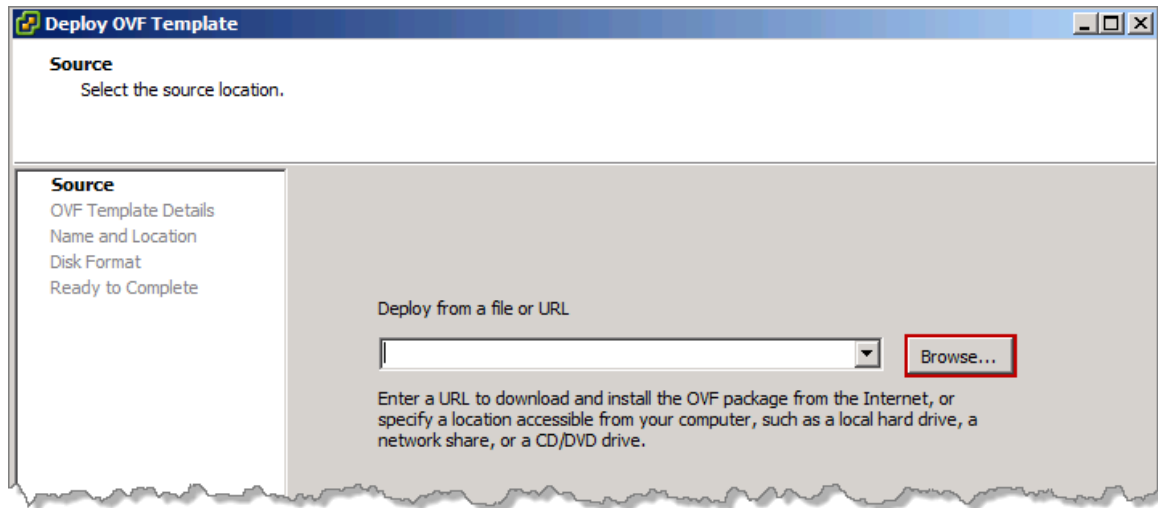 Deploy OVF Template
Source
Select the source location.
Source
OVF Template Details
Name and Location
Disk Format
Ready to Complete
Deploy from a file or URL
Browse...
Enter a URL to download and install the OVF package from the Internet, or
specify a location accessible from your computer, such as a local hard drive, a
network share, or a CD/DVD drive.